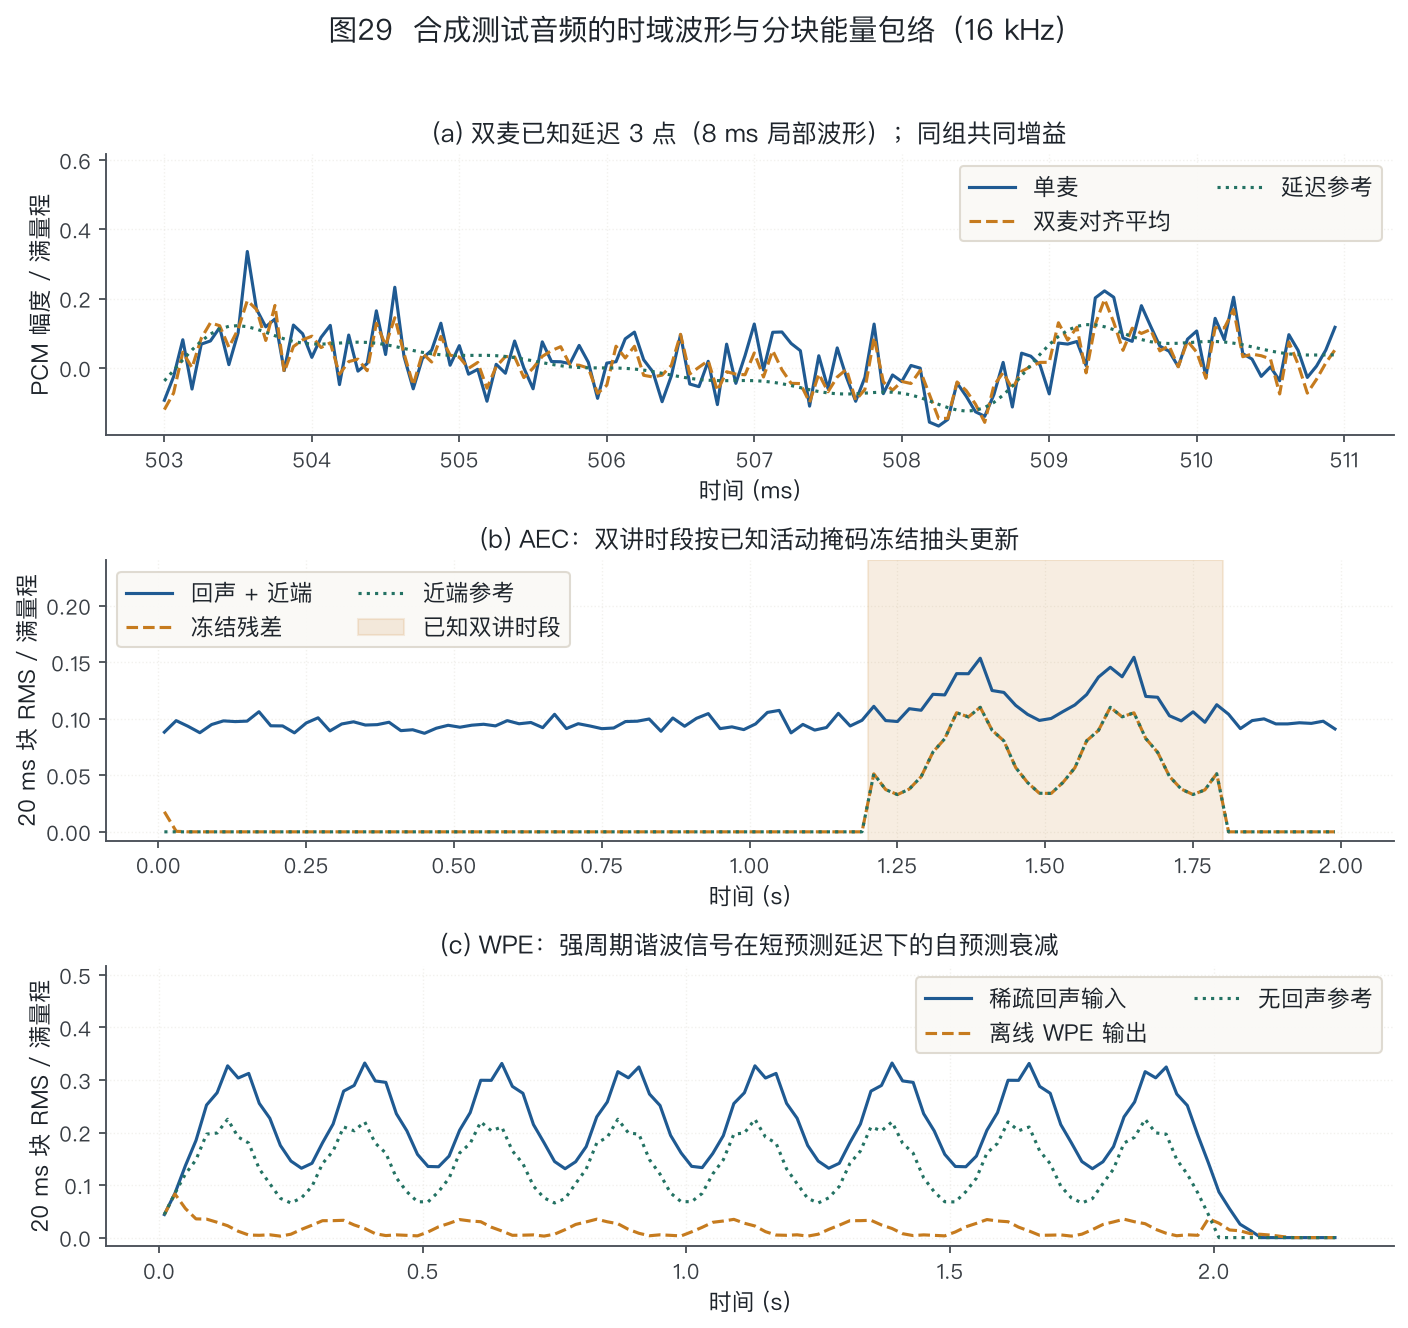 图29 合成测试音频的时域波形与分块能量包络（16 kHz）
(a) 双麦已知延迟 3 点（8 ms 局部波形）；同组共同增益
PCM 幅度 / 满量程
0.6
0.4
0.2
0.0
单麦
延迟参考
双麦对齐平均
503 504 505 506 507 508 509 510 511
时间 (ms)
(b) AEC：双讲时段按已知活动掩码冻结抽头更新
20 ms 块 RMS / 满量程
0.20
0.15
0.10
0.05
0.00
回声 + 近端
近端参考
冻结残差
已知双讲时段
0.00 0.25 0.50 0.75 1.00 1.25 1.50 1.75 2.00
时间 (s)
(c) WPE：强周期谐波信号在短预测延迟下的自预测衰减
20 ms 块 RMS / 满量程
0.5
0.4
0.3
0.2
0.1
0.0
稀疏回声输入
无回声参考
离线 WPE 输出
0.0 0.5 1.0 1.5 2.0
时间 (s)